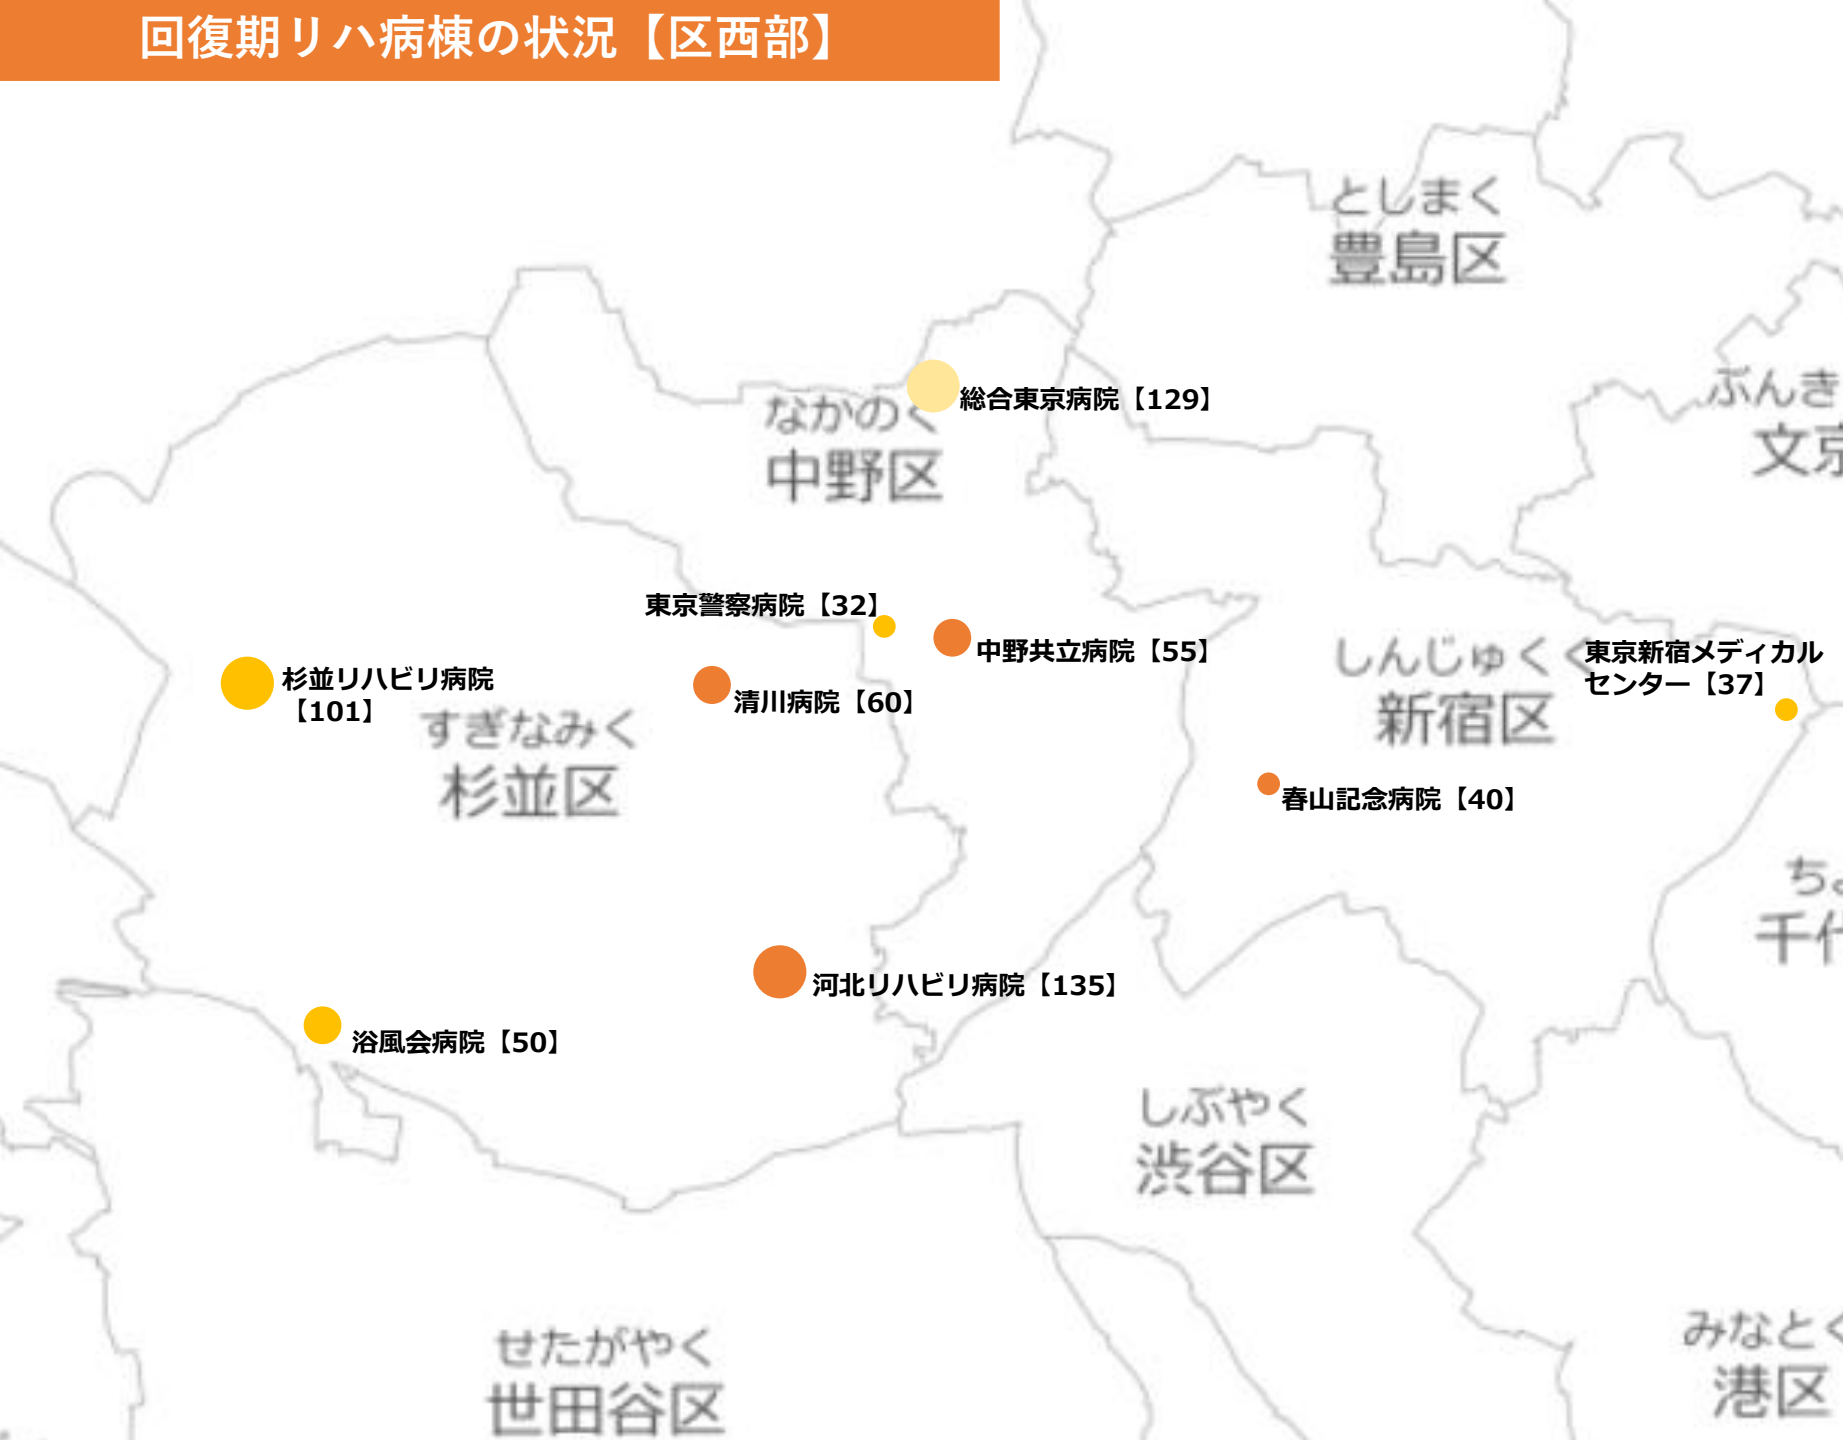 回復期リハ病棟の状況【区西部】
としまく
豊島区
ぶんき
文京
総合東京病院【129】
なかのく
中野区
東京警察病院【32】
中野共立病院【55】
しんじゅくく
新宿区
東京新宿メディカル
センター【37】
杉並リハビリ病院
【101】
清川病院【60】
すぎなみく
杉並区
春山記念病院【40】
ちよ
千代
河北リハビリ病院【135】
浴風会病院【50】
しぶやく
渋谷区
せたがやく
世田谷区
みなとく
港区